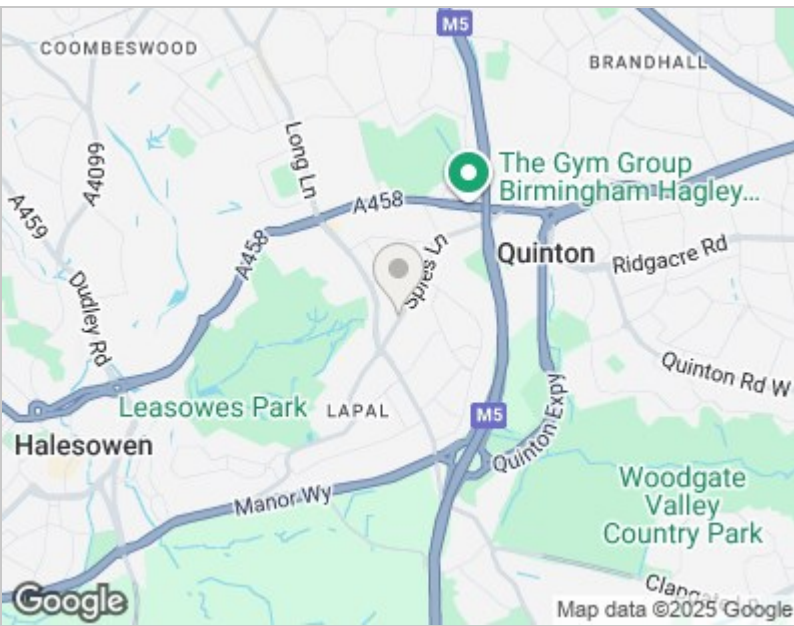 M5
COOMBESWOOD
BRANDHALL
Long Ln
A4099
The Gym Group
Birmingham Hagley...
A458
A459
A458
Spies Ln
Quinton
Ridgacre Rd
Dudley Rd
Quinton Rd W
Leasowes Park
LAPAL
M5
Quinton Expy
Halesowen
Manor Wy
Woodgate
Valley
Country Park
Google
Map data ©2025 Google